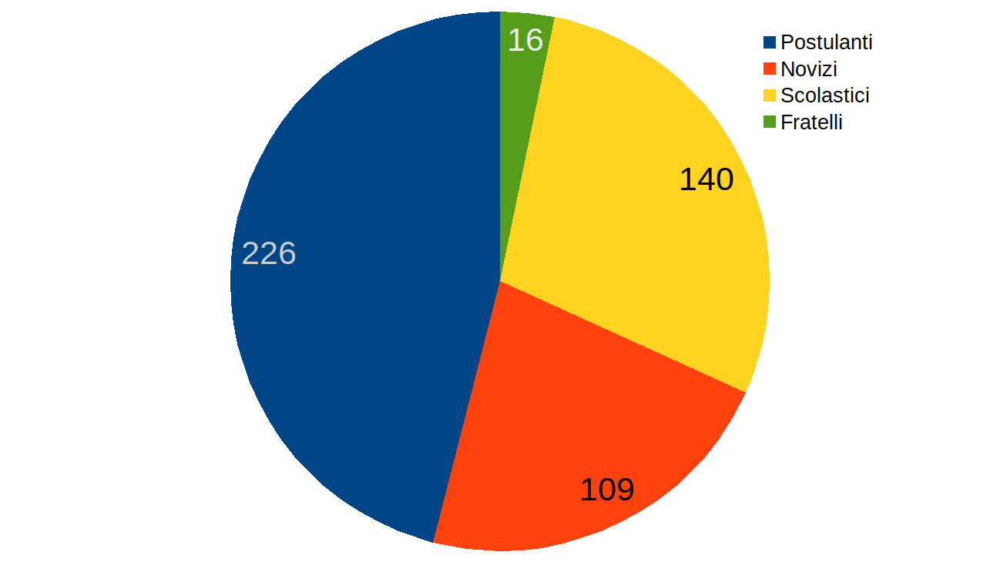 16
Postulanti
Novizi
Scolastici
Fratelli
140
226
109